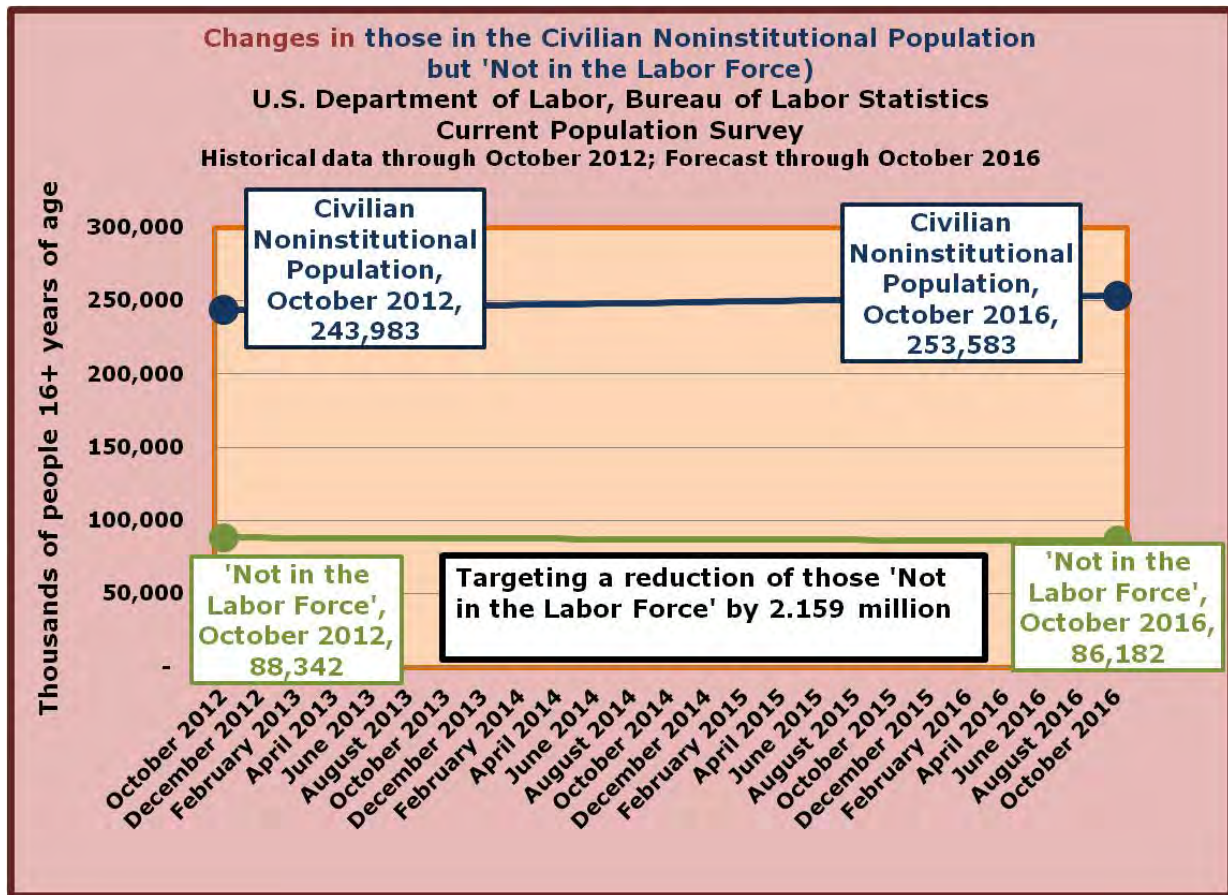 Changes in those in the Civilian Noninstitutional Population
but 'Not in the Labor Force)
U.S. Department of Labor, Bureau of Labor Statistics
Current Population Survey
Historical data through October 2012; Forecast through October 2016
Thousands of people 16+ years of age
300,000
250,000
200,000
150,000
100,000
50,000
-
Civilian
Noninstitutional
Population,
October 2012,
243,983
Civilian
Noninstitutional
Population,
October 2016,
253,583
'Not in the
Labor Force',
October 2012,
88,342
Targeting a reduction of those 'Not
in the Labor Force' by 2.159 million
'Not in the
Labor Force',
October 2016,
86,182
October 2012
December 2012
February 2013
April 2013
June 2013
August 2013
October 2013
December 2013
February 2014
April 2014
June 2014
August 2014
October 2014
December 2014
February 2015
April 2015
June 2015
August 2015
October 2015
December 2015
February 2016
April 2016
June 2016
August 2016
October 2016